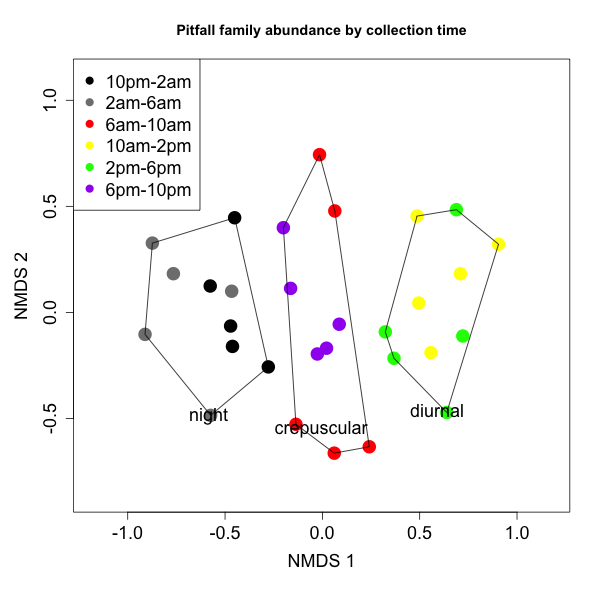 Pitfall family abundance by collection time
10pm-2am
2am-6am
6am-10am
10am-2pm
2pm-6pm
6pm-10pm
1.0
0.5
0.0
-0.5
NMDS 2
night
crepuscular
diurnal
-1.0 -0.5 0.0 0.5 1.0
NMDS 1